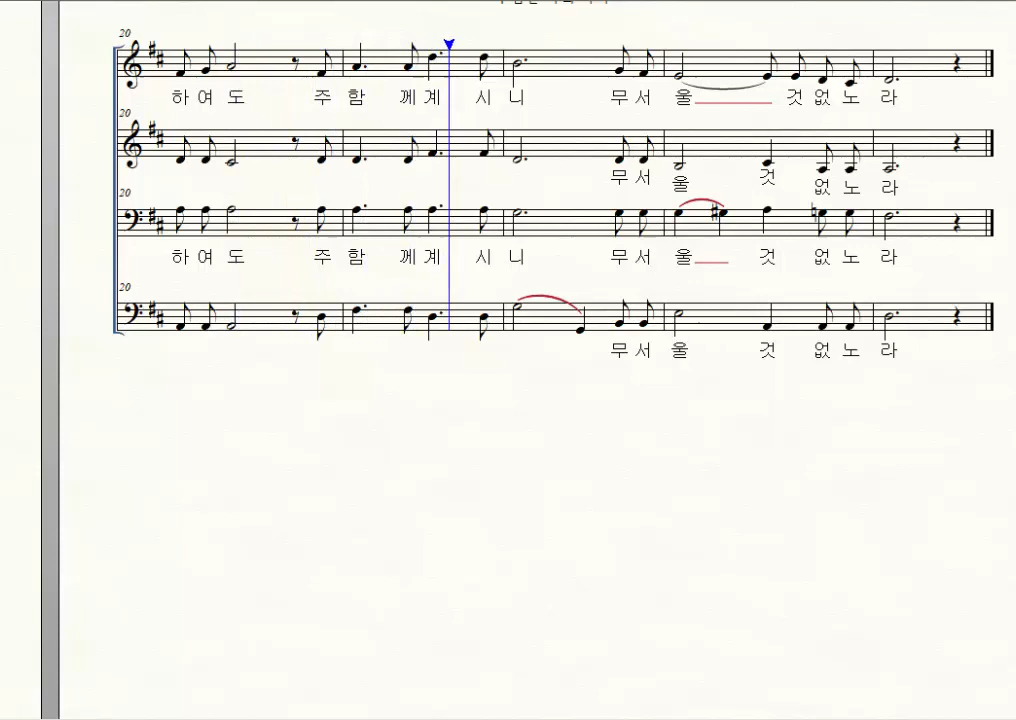 20
하 여 도 주 함 께 계 시 니 무 서 울 것 없 노 라
20
무 서 울 것 없 노 라
20
하 여 도 주 함 께 계 시 니 무 서 울 것 없 노 라
20
무 서 울 것 없 노 라